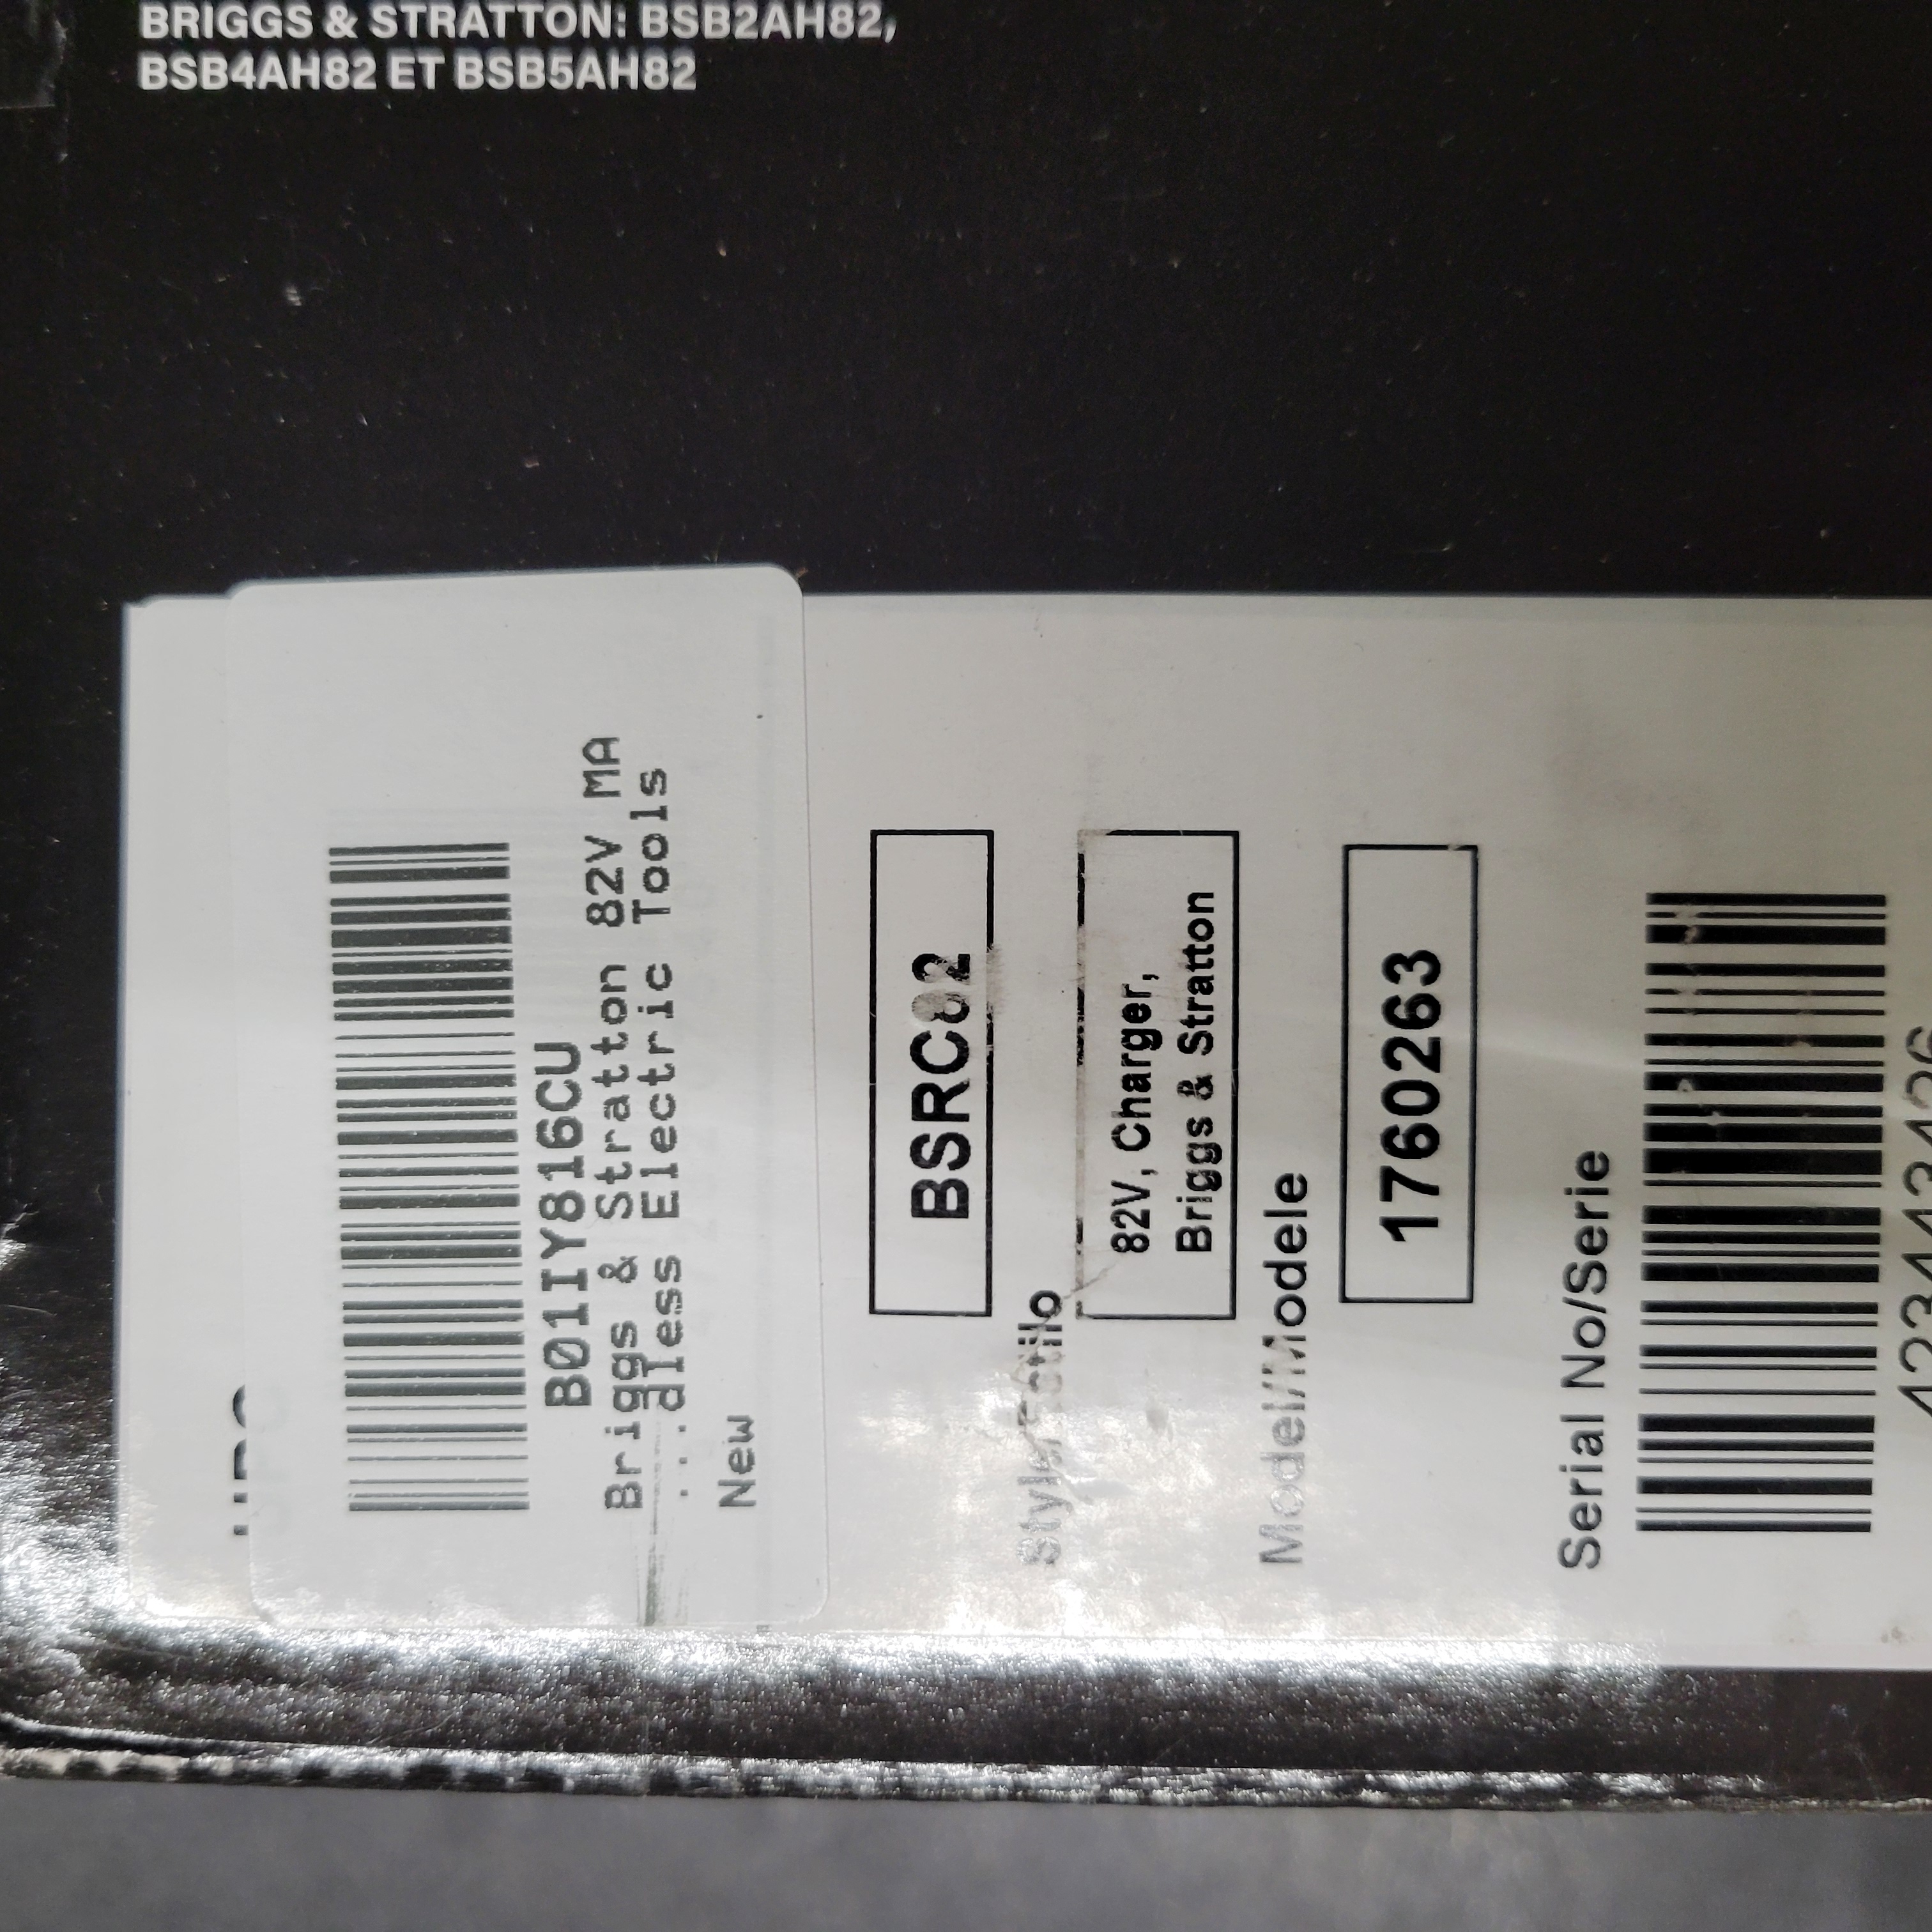 BRIGGS & STRATTON: BSB2AH82,
BSB4AH82 ET BSB5AH82
B01IY816CU
Briggs & Stratton 82V MA
...dless Electric Tools
New
BSRC82
Style/Estilo
82V, Charger,
Briggs & Stratton
Model/Modele
1760263
Serial No/Serie